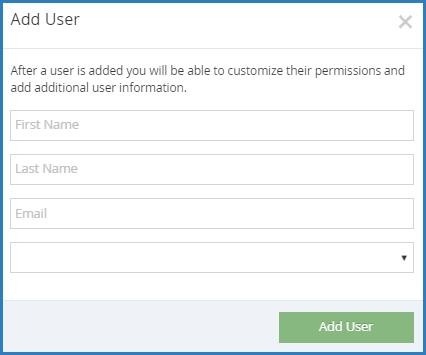 Add User
After a user is added you will be able to customize their permissions and
add additional user information.
First Name
Last Name
Email
Add User